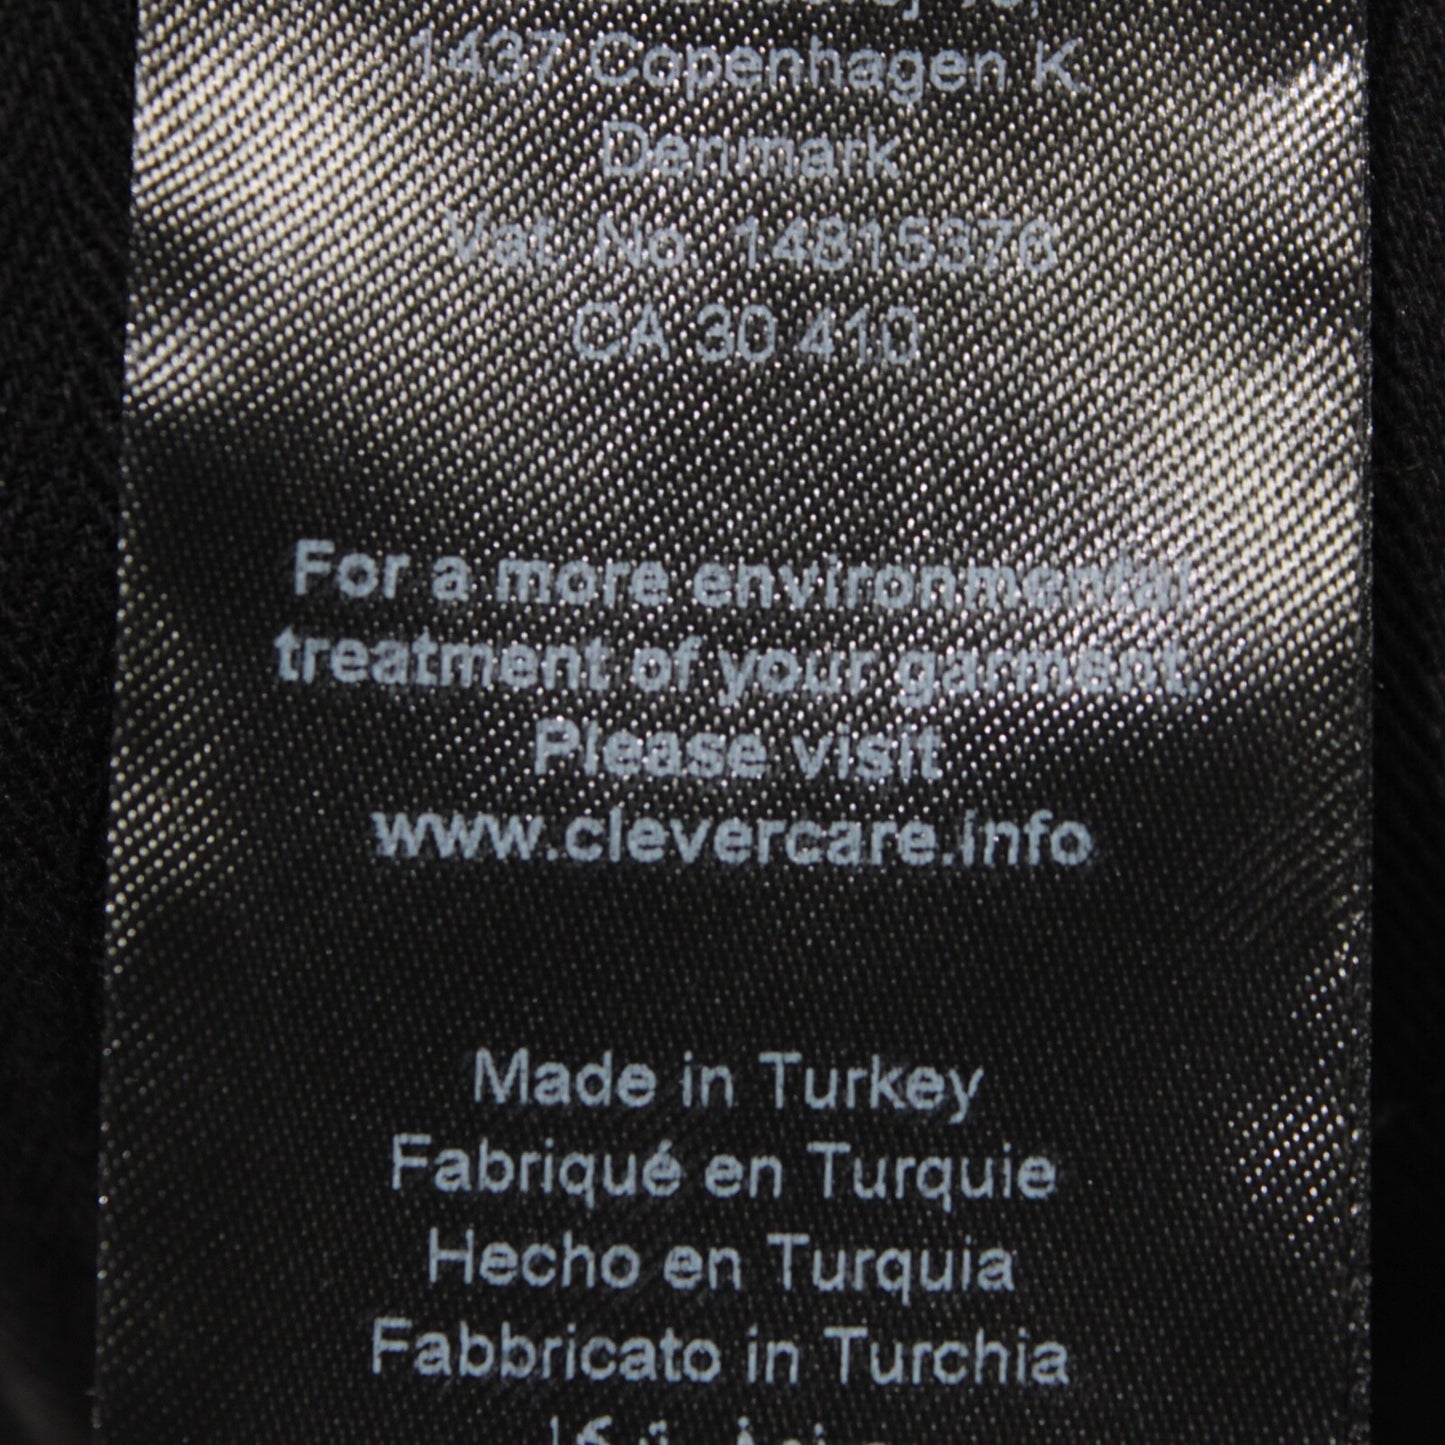 1437 Copenhagen K
Denmark
Vat. No. 14815376
CA 30 410
For a more environmental
treatment of your garment.
Please visit
www.clevercare.info
Made in Turkey
Fabriqué en Turquie
Hecho en Turquia
Fabbricato in Turchia